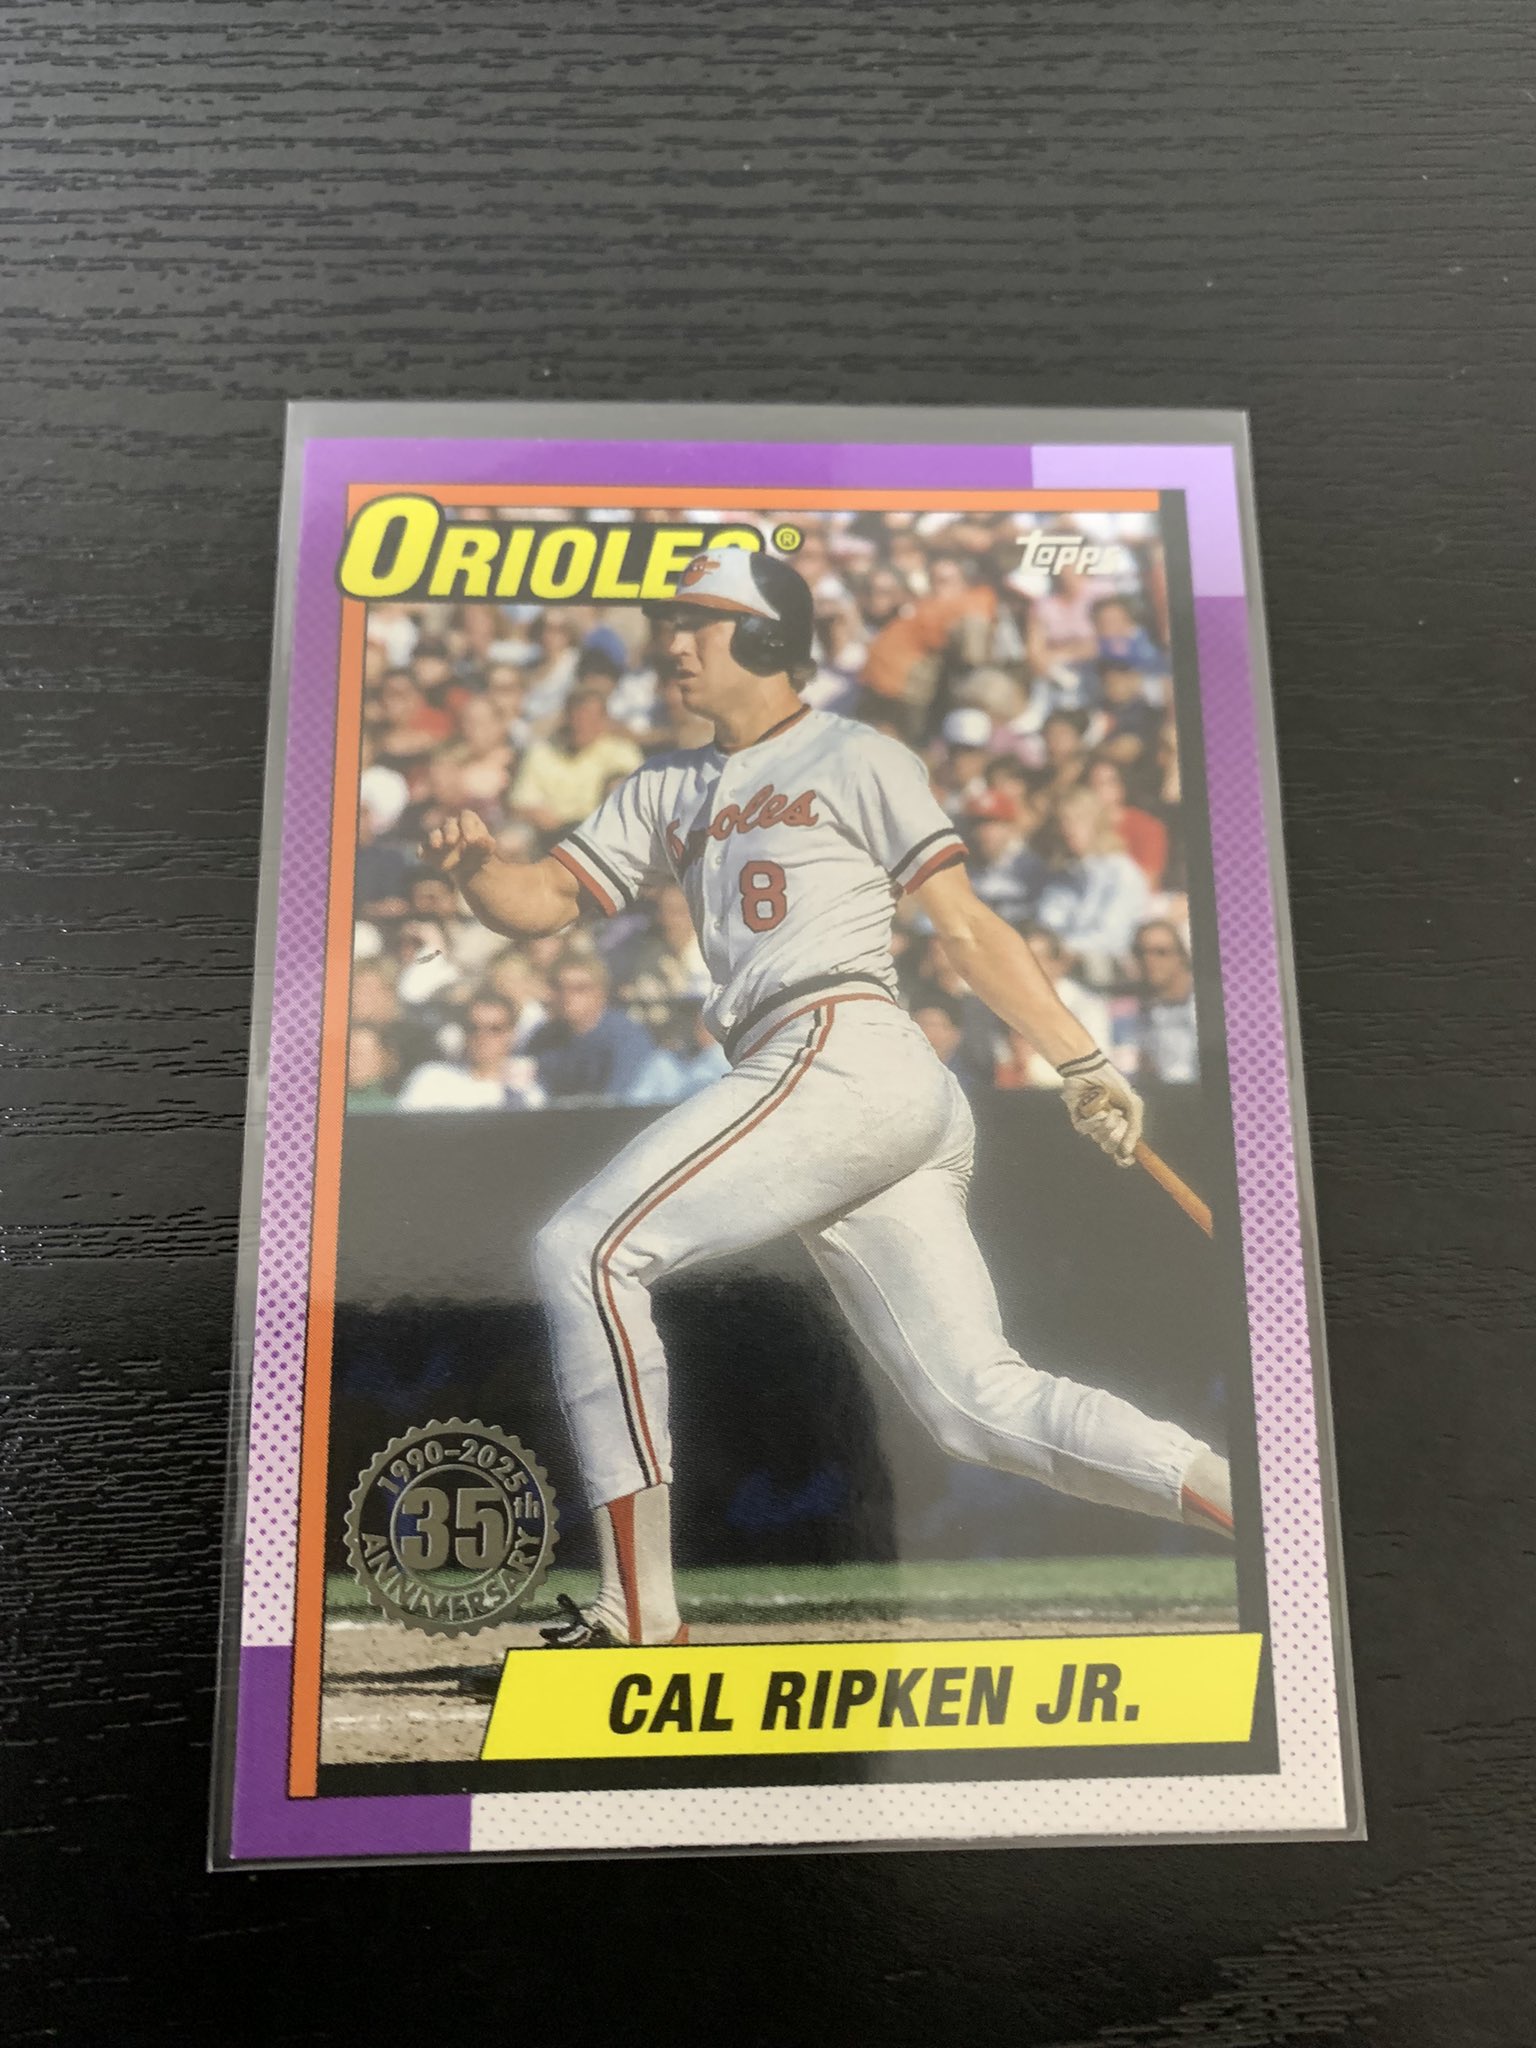 ORIOLES®
topps
Orioles
8
1990-2025
35th
ANNIVERSARY
CAL RIPKEN JR.